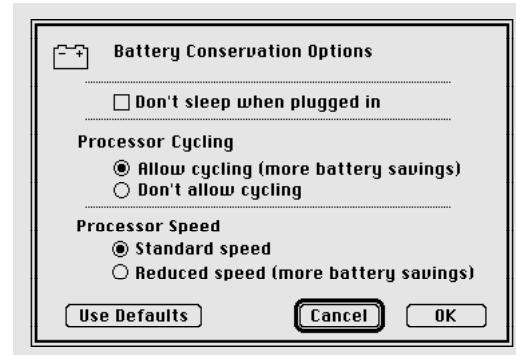 Battery Conservation Options
Don't sleep when plugged in
Processor Cycling
Allow cycling (more battery savings)
Don't allow cycling
Processor Speed
Standard speed
Reduced speed (more battery savings)
Use Defaults Cancel OK